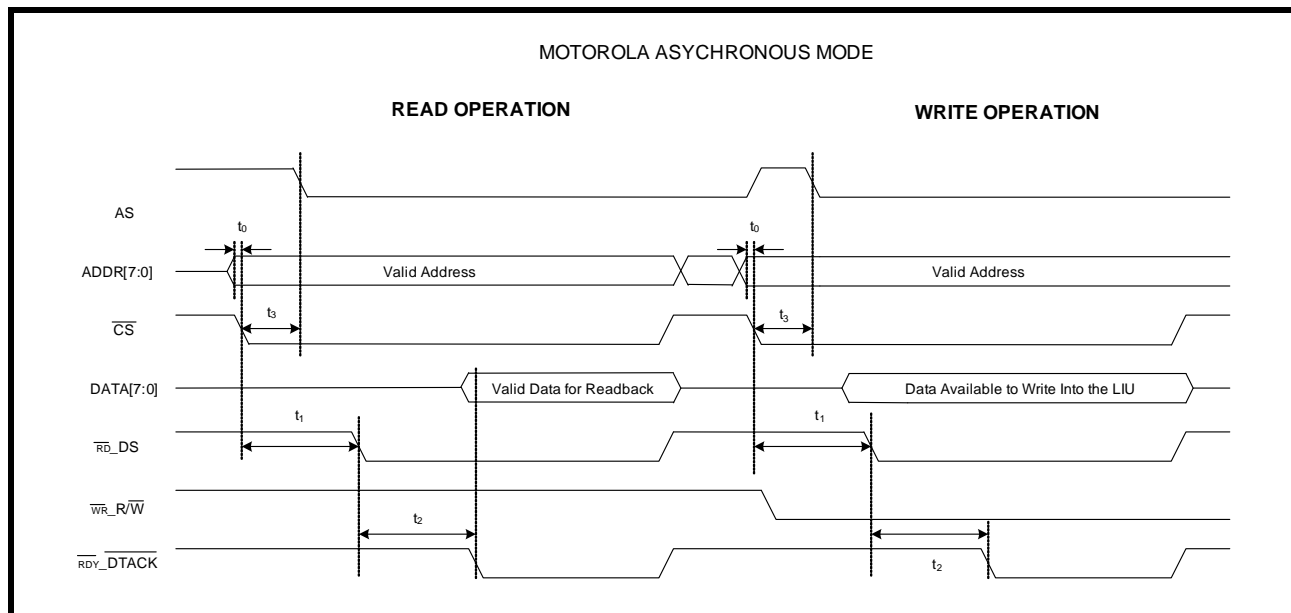 MOTOROLA ASYCHRONOUS MODE
READ OPERATION WRITE OPERATION
AS
t0 t0
ADDR[7:0] Valid Address Valid Address
t3 t3
CS
DATA[7:0] Valid Data for Readback Data Available to Write Into the LIU
t1 t1
RD_DS
WR_R/W
t2
RDY_DTACK t2